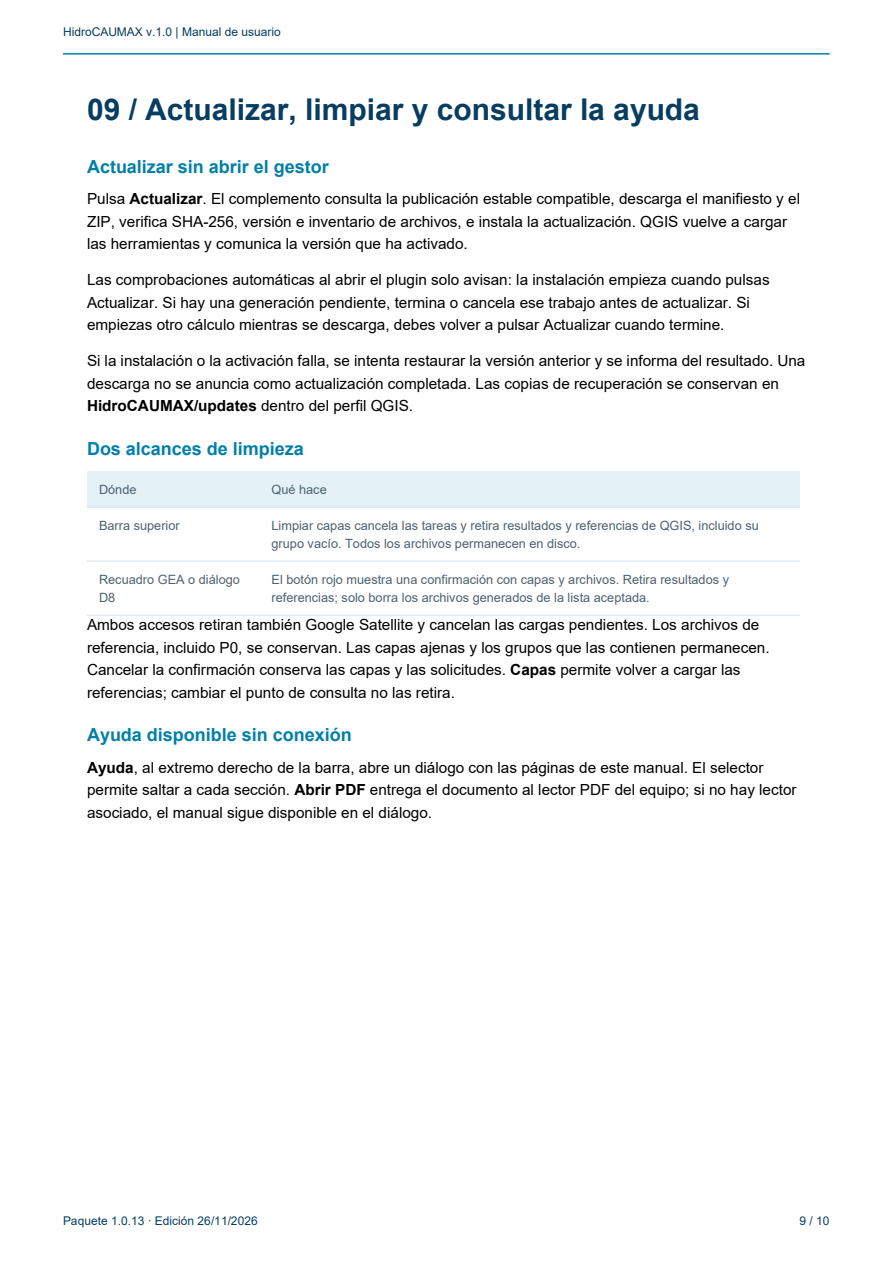 HidroCAUMAX v.1.0 | Manual de usuario
09 / Actualizar, limpiar y consultar la ayuda
Actualizar sin abrir el gestor
Pulsa Actualizar. El complemento consulta la publicación estable compatible, descarga el manifiesto y el
ZIP, verifica SHA-256, versión e inventario de archivos, e instala la actualización. QGIS vuelve a cargar
las herramientas y comunica la versión que ha activado.
Las comprobaciones automáticas al abrir el plugin solo avisan: la instalación empieza cuando pulsas
Actualizar. Si hay una generación pendiente, termina o cancela ese trabajo antes de actualizar. Si
empiezas otro cálculo mientras se descarga, debes volver a pulsar Actualizar cuando termine.
Si la instalación o la activación falla, se intenta restaurar la versión anterior y se informa del resultado. Una
descarga no se anuncia como actualización completada. Las copias de recuperación se conservan en
HidroCAUMAX/updates dentro del perfil QGIS.
Dos alcances de limpieza
Dónde Qué hace
Barra superior Limpiar capas cancela las tareas y retira resultados y referencias de QGIS, incluido su
grupo vacío. Todos los archivos permanecen en disco.
Recuadro GEA o diálogo El botón rojo muestra una confirmación con capas y archivos. Retira resultados y
D8 referencias; solo borra los archivos generados de la lista aceptada.
Ambos accesos retiran también Google Satellite y cancelan las cargas pendientes. Los archivos de
referencia, incluido P0, se conservan. Las capas ajenas y los grupos que las contienen permanecen.
Cancelar la confirmación conserva las capas y las solicitudes. Capas permite volver a cargar las
referencias; cambiar el punto de consulta no las retira.
Ayuda disponible sin conexión
Ayuda, al extremo derecho de la barra, abre un diálogo con las páginas de este manual. El selector
permite saltar a cada sección. Abrir PDF entrega el documento al lector PDF del equipo; si no hay lector
asociado, el manual sigue disponible en el diálogo.
Paquete 1.0.13 · Edición 26/11/2026
9 / 10